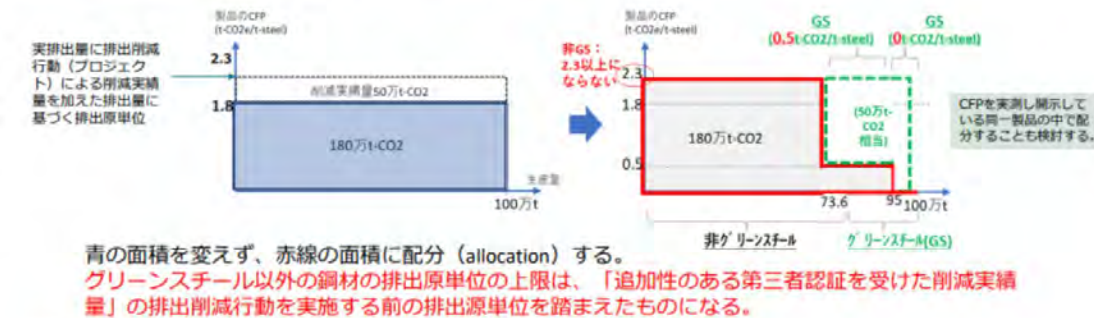 製品のCFP
(t-CO2e/t-steel)
実排出量に排出削減
行動（プロジェク
ト）による削減実績
量を加えた排出量に
基づく排出原単位
2.3
1.8
削減実績量50万t-CO2
180万t-CO2
生産量
100万t
製品のCFP
(t-CO2e/t-steel)
GS
(0.5t-CO2/t-steel)
GS
(0t-CO2/t-steel)
非GS：
2.3以上に
ならない
2.3
1.8
0.5
180万t-CO2
(50万t-
CO2
相当)
73.6
95
100万t
非グリーンスチール
グリーンスチール(GS)
CFPを実測し開示して
いる同一製品の中で配
分することも検討する。
青の面積を変えず、赤線の面積に配分（allocation）する。
グリーンスチール以外の鋼材の排出原単位の上限は、「追加性のある第三者認証を受けた削減実績
量」の排出削減行動を実施する前の排出源単位を踏まえたものになる。